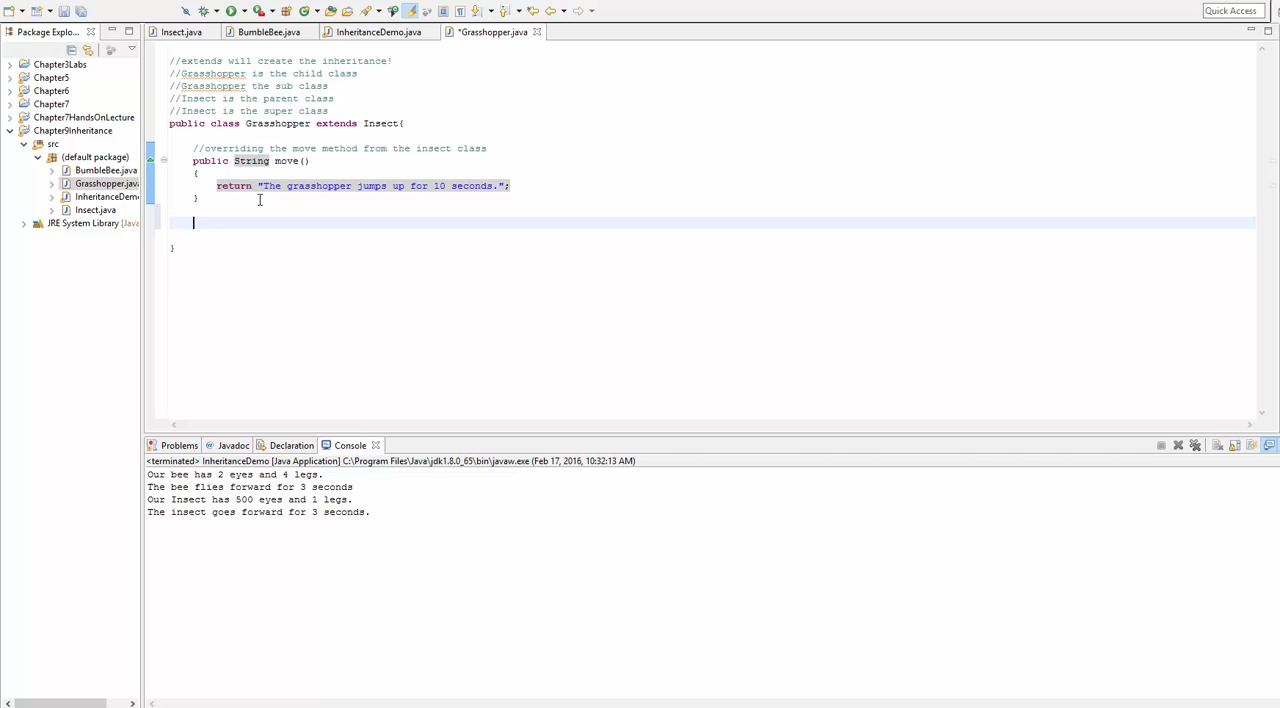 Quick Access
Package Explo...
Insect.java
BumbleBee.java
InheritanceDemo.java
*Grasshopper.java
Chapter3Labs
Chapter5
Chapter6
Chapter7
Chapter7HandsOnLecture
Chapter9Inheritance
src
(default package)
BumbleBee.java
Grasshopper.java
InheritanceDem
Insect.java
JRE System Library [Java
//extends will create the inheritance!
//Grasshopper is the child class
//Grasshopper the sub class
//Insect is the parent class
//Insect is the super class
public class Grasshopper extends Insect{
//overriding the move method from the insect class
public String move()
{
return "The grasshopper jumps up for 10 seconds.";
}
}
Problems
Javadoc
Declaration
Console
<terminated> InheritanceDemo [Java Application] C:\Program Files\Java\jdk1.8.0_65\bin\javaw.exe (Feb 17, 2016, 10:32:13 AM)
Our bee has 2 eyes and 4 legs.
The bee flies forward for 3 seconds
Our Insect has 500 eyes and 1 legs.
The insect goes forward for 3 seconds.